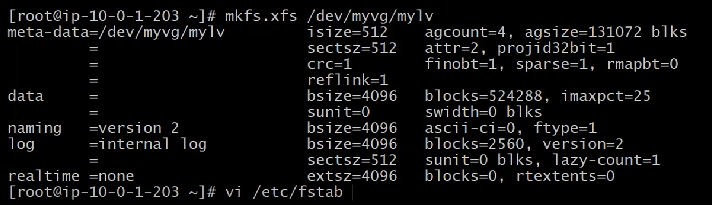 [root@ip-10-0-1-203 ~]# mkfs.xfs /dev/myvg/mylv
meta-data=/dev/myvg/mylv         isize=512    agcount=4, agsize=131072 blks
         =                       sectsz=512   attr=2, projid32bit=1
         =                       crc=1        finobt=1, sparse=1, rmapbt=0
         =                       reflink=1
data     =                       bsize=4096   blocks=524288, imaxpct=25
         =                       sunit=0      swidth=0 blks
naming   =version 2              bsize=4096   ascii-ci=0, ftype=1
log      =internal log           bsize=4096   blocks=2560, version=2
         =                       sectsz=512   sunit=0 blks, lazy-count=1
realtime =none                   extsz=4096   blocks=0, rtextents=0
[root@ip-10-0-1-203 ~]# vi /etc/fstab